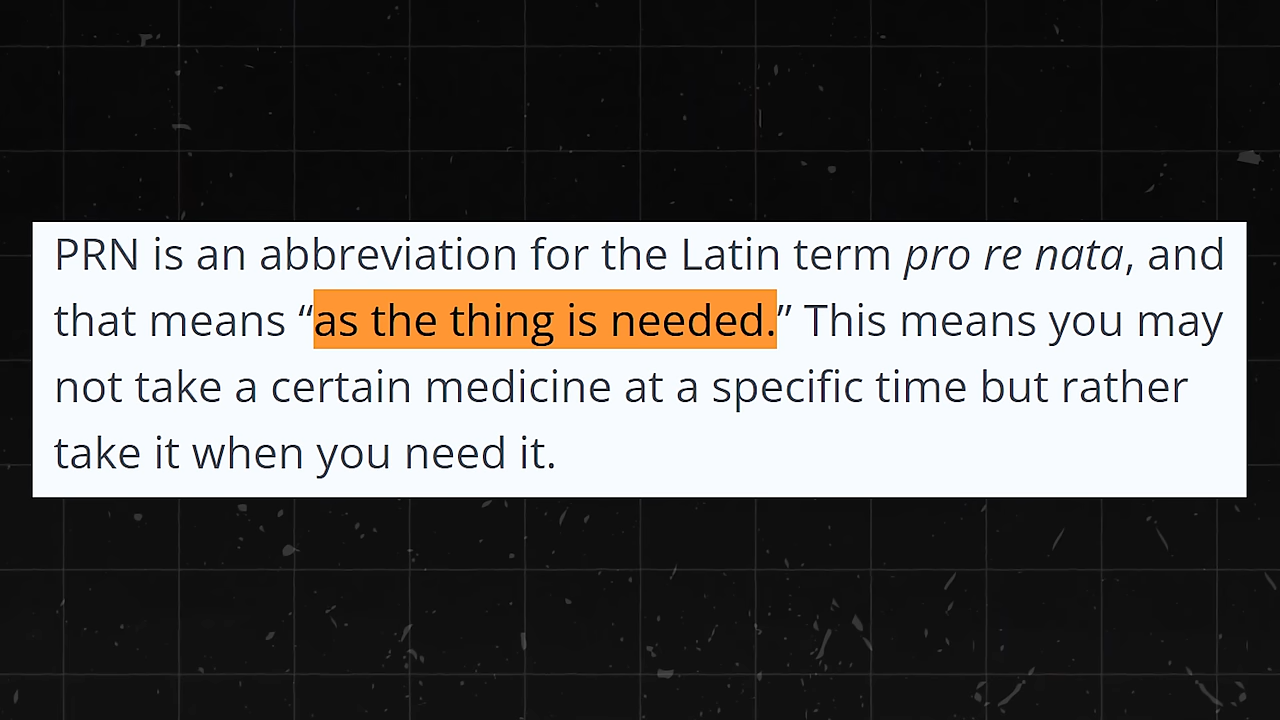 PRN is an abbreviation for the Latin term pro re nata, and
that means “as the thing is needed.” This means you may
not take a certain medicine at a specific time but rather
take it when you need it.